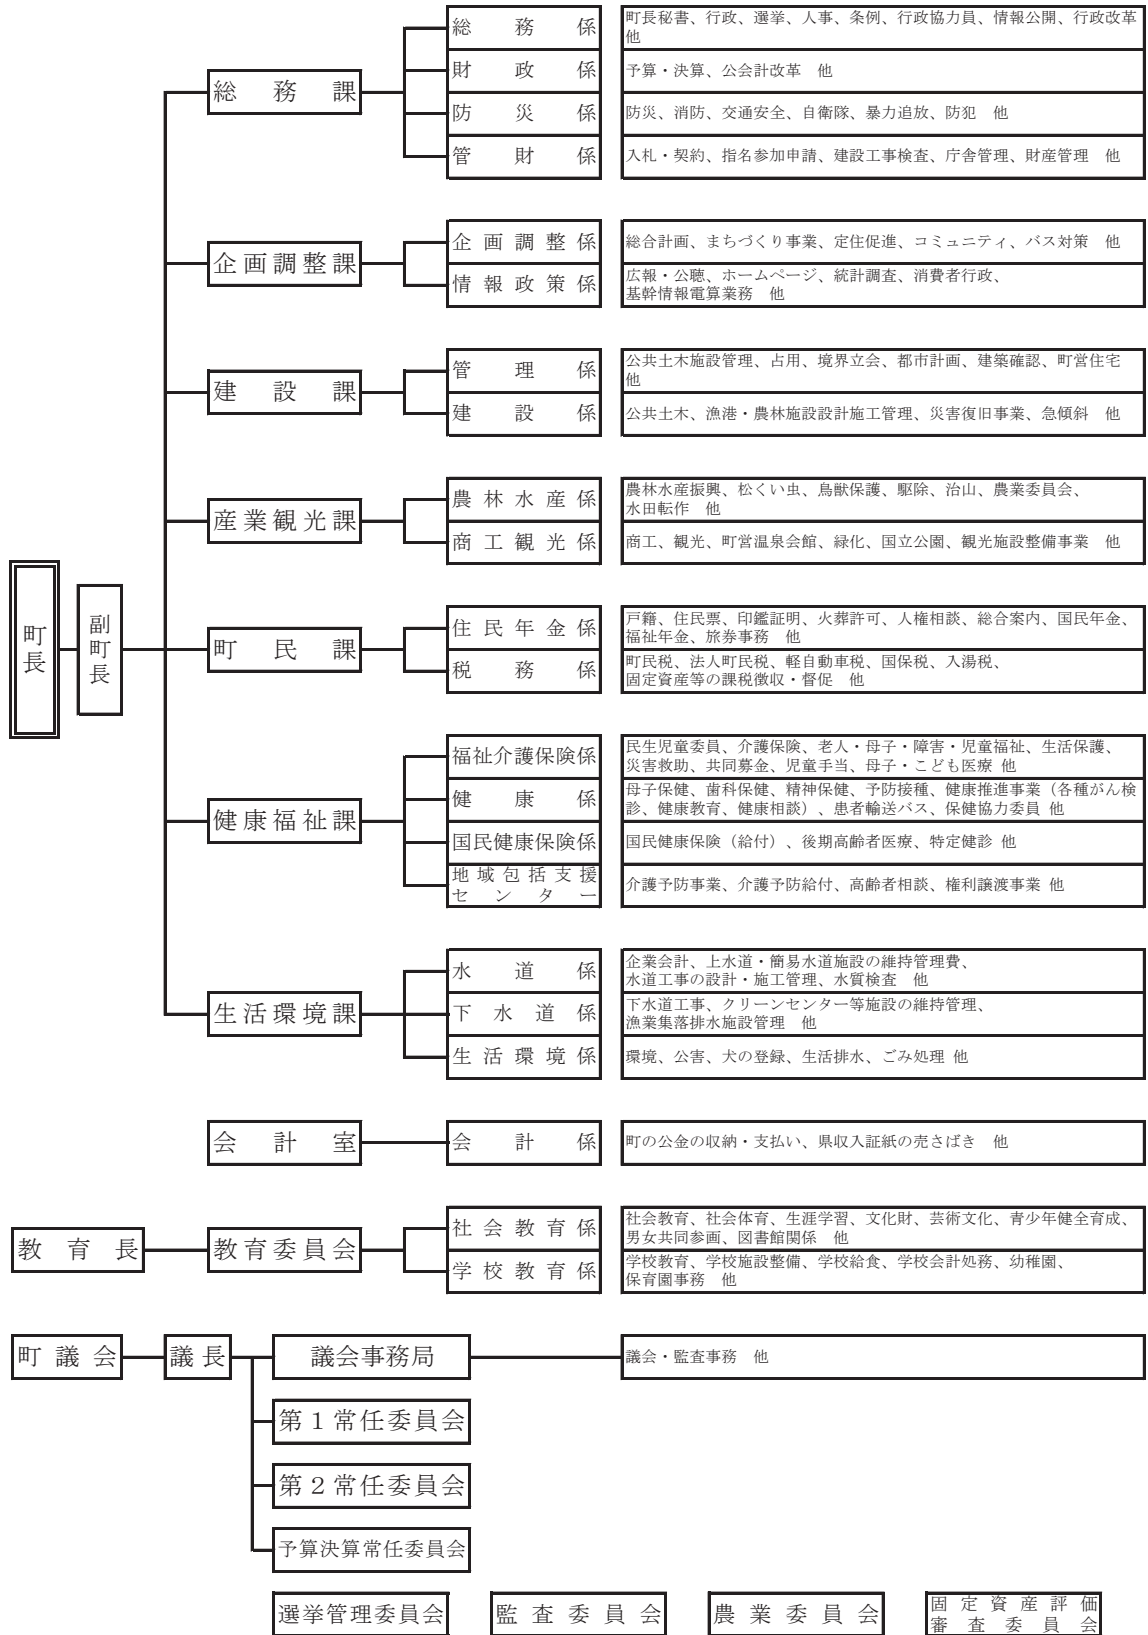 総務係
町長秘書、行政、選挙、人事、条例、行政協力員、情報公開、行政改革
他
財政係
予算・決算、公会計改革 他
総務課
防災係
防災、消防、交通安全、自衛隊、暴力追放、防犯 他
管財係
入札・契約、指名参加申請、建設工事検査、庁舎管理、財産管理 他
企画調整課
企画調整係
総合計画、まちづくり事業、定住促進、コミュニティ、バス対策 他
情報政策係
広報・公聴、ホームページ、統計調査、消費者行政、
基幹情報電算業務 他
建設課
管理係
公共土木施設管理、占用、境界立会、都市計画、建築確認、町営住宅
他
建設係
公共土木、漁港・農林施設設計施工管理、災害復旧事業、急傾斜 他
産業観光課
農林水産係
農林水産振興、松くい虫、鳥獣保護、駆除、治山、農業委員会、
水田転作 他
商工観光係
商工、観光、町営温泉会館、緑化、国立公園、観光施設整備事業 他
町長
副町長
町民課
住民年金係
戸籍、住民票、印鑑証明、火葬許可、人権相談、総合案内、国民年金、
福祉年金、旅券事務 他
税務係
町民税、法人町民税、軽自動車税、国保税、入湯税、
固定資産等の課税徴収・督促 他
健康福祉課
福祉介護保険係
民生児童委員、介護保険、老人・母子・障害・児童福祉、生活保護、
災害救助、共同募金、児童手当、母子・こども医療 他
健康係
母子保健、歯科保健、精神保健、予防接種、健康推進事業（各種がん検
診、健康教育、健康相談）、患者輸送バス、保健協力委員 他
国民健康保険係
国民健康保険（給付）、後期高齢者医療、特定健診 他
地域包括支援
センター
介護予防事業、介護予防給付、高齢者相談、権利譲渡事業 他
生活環境課
水道係
企業会計、上水道・簡易水道施設の維持管理費、
水道工事の設計・施工管理、水質検査 他
下水道係
下水道工事、クリーンセンター等施設の維持管理、
漁業集落排水施設管理 他
生活環境係
環境、公害、犬の登録、生活排水、ごみ処理 他
会計室
会計係
町の公金の収納・支払い、県収入証紙の売さばき 他
教育長
教育委員会
社会教育係
社会教育、社会体育、生涯学習、文化財、芸術文化、青少年健全育成、
男女共同参画、図書館関係 他
学校教育係
学校教育、学校施設整備、学校給食、学校会計処務、幼稚園、
保育園事務 他
町議会
議長
議会事務局
議会・監査事務 他
第１常任委員会
第２常任委員会
予算決算常任委員会
選挙管理委員会
監査委員会
農業委員会
固定資産評価
審査委員会